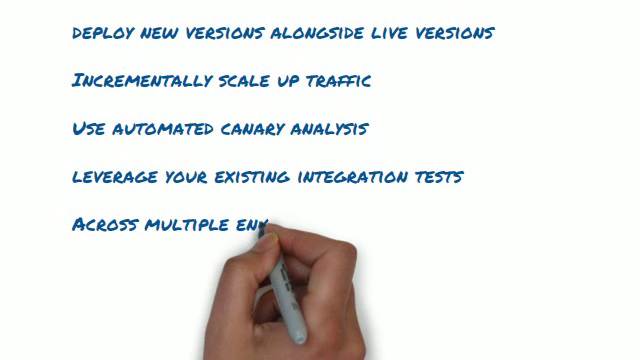 DEPLOY NEW VERSIONS ALONGSIDE LIVE VERSIONS
INCREMENTALLY SCALE UP TRAFFIC
USE AUTOMATED CANARY ANALYSIS
LEVERAGE YOUR EXISTING INTEGRATION TESTS
ACROSS MULTIPLE